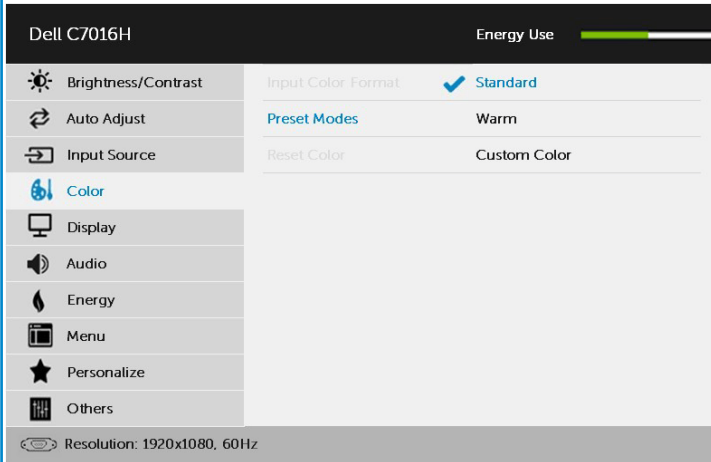 Dell C7016H
Energy Use
Brightness/Contrast
Input Color Format
Standard
Auto Adjust
Preset Modes
Warm
Input Source
Reset Color
Custom Color
Color
Display
Audio
Energy
Menu
Personalize
Others
Resolution: 1920x1080, 60Hz